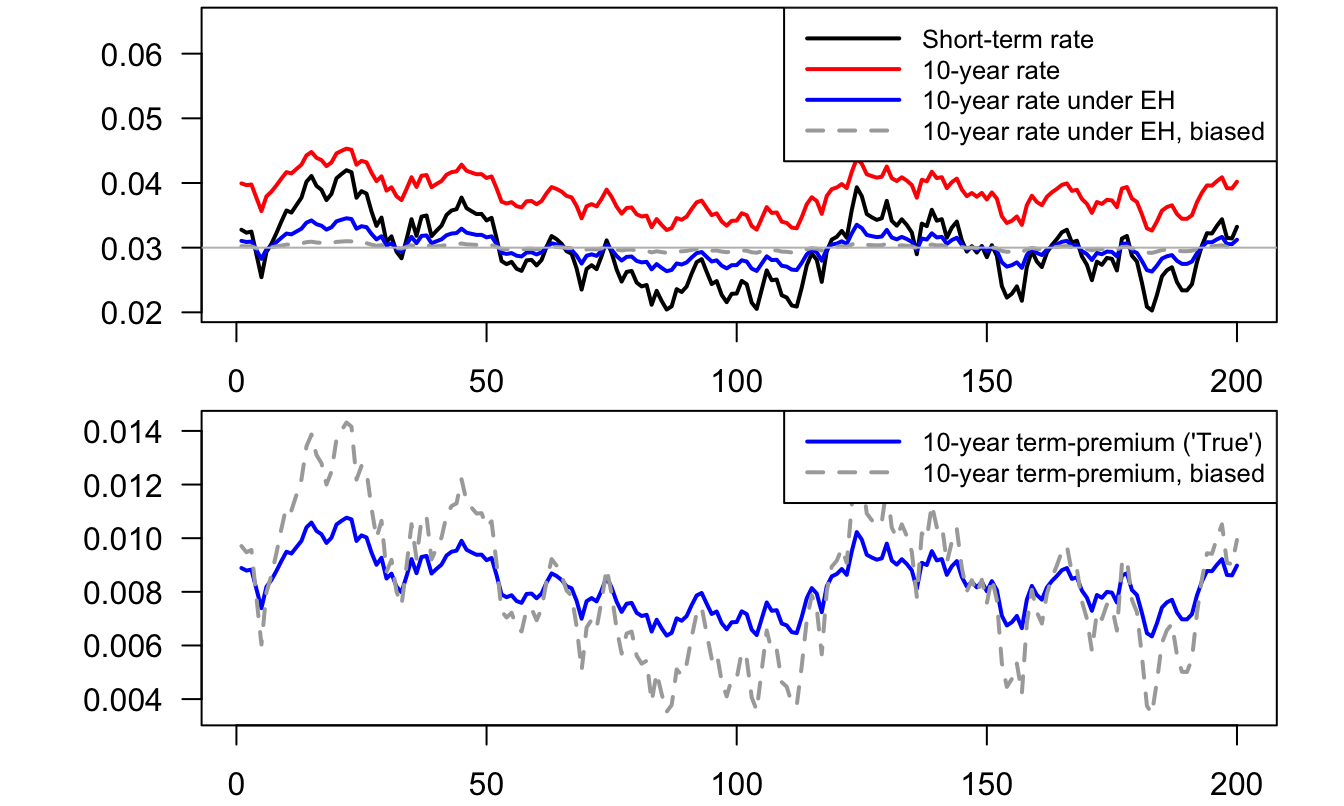 0.06
0.05
0.04
0.03
0.02
Short-term rate
10-year rate
10-year rate under EH
10-year rate under EH, biased
0 50 100 150 200
0.014
0.012
0.010
0.008
0.006
0.004
10-year term-premium ('True')
10-year term-premium, biased
0 50 100 150 200